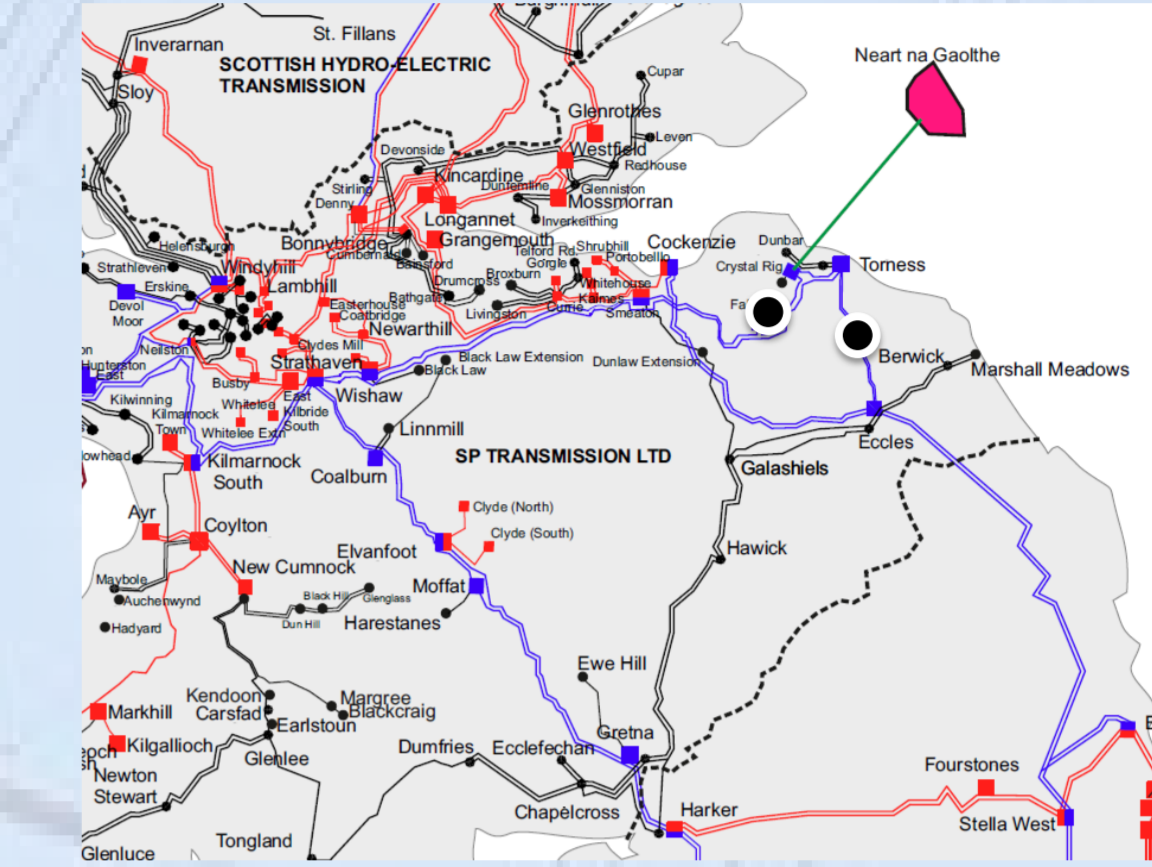 St. Fillans
Inverarnan
SCOTTISH HYDRO-ELECTRIC
TRANSMISSION
Sloy
Neart na Gaolthe
Cupar
Glenrothes
Leven
Devonside
Westfield
Redhouse
Kincardine
Dunfermline
Glenniston
Stirling
Denny
Mossmorran
Longannet
Inverkeithing
Helensburgh
Bonnybridge
Grangemouth
Cumbernauld
Bainsford
Telford Rd.
Gorgie
Shrubhill
Portobello
Cockenzie
Dunbar
Crystal Rig
Torness
Strathleven
Windyhill
Erskine
Lambhill
Broxburn
Drumcross
Whitehouse
Bathgate
Kaimes
Devol
Moor
Easterhouse
Coatbridge
Livingston
Currie
Smeaton
Fa
Newarthill
Neilston
Clydes Mill
Strathaven
Black Law Extension
Dunlaw Extension
Berwick
Hunterston
East
Busby
Black Law
Marshall Meadows
Wishaw
East
Kilbride
South
Kilwinning
Whitelee
Kilmarnock
Town
Whitelee Extn
Linnmill
Eccles
owhead
Kilmarnock
South
Coalburn
SP TRANSMISSION LTD
Galashiels
Ayr
Coylton
Clyde (North)
Clyde (South)
Elvanfoot
Hawick
New Cumnock
Maybole
Auchenwynd
Black Hill
Glenglass
Moffat
Dun Hill
Harestanes
Hadyard
Ewe Hill
Kendoon
Carsfad
Margree
Blackcraig
Markhill
Earlstoun
Gretna
Kilgallioch
Glenlee
Dumfries
Ecclefechan
Fourstones
Newton
Stewart
Chapelcross
Harker
Stella West
Tongland
Glenluce